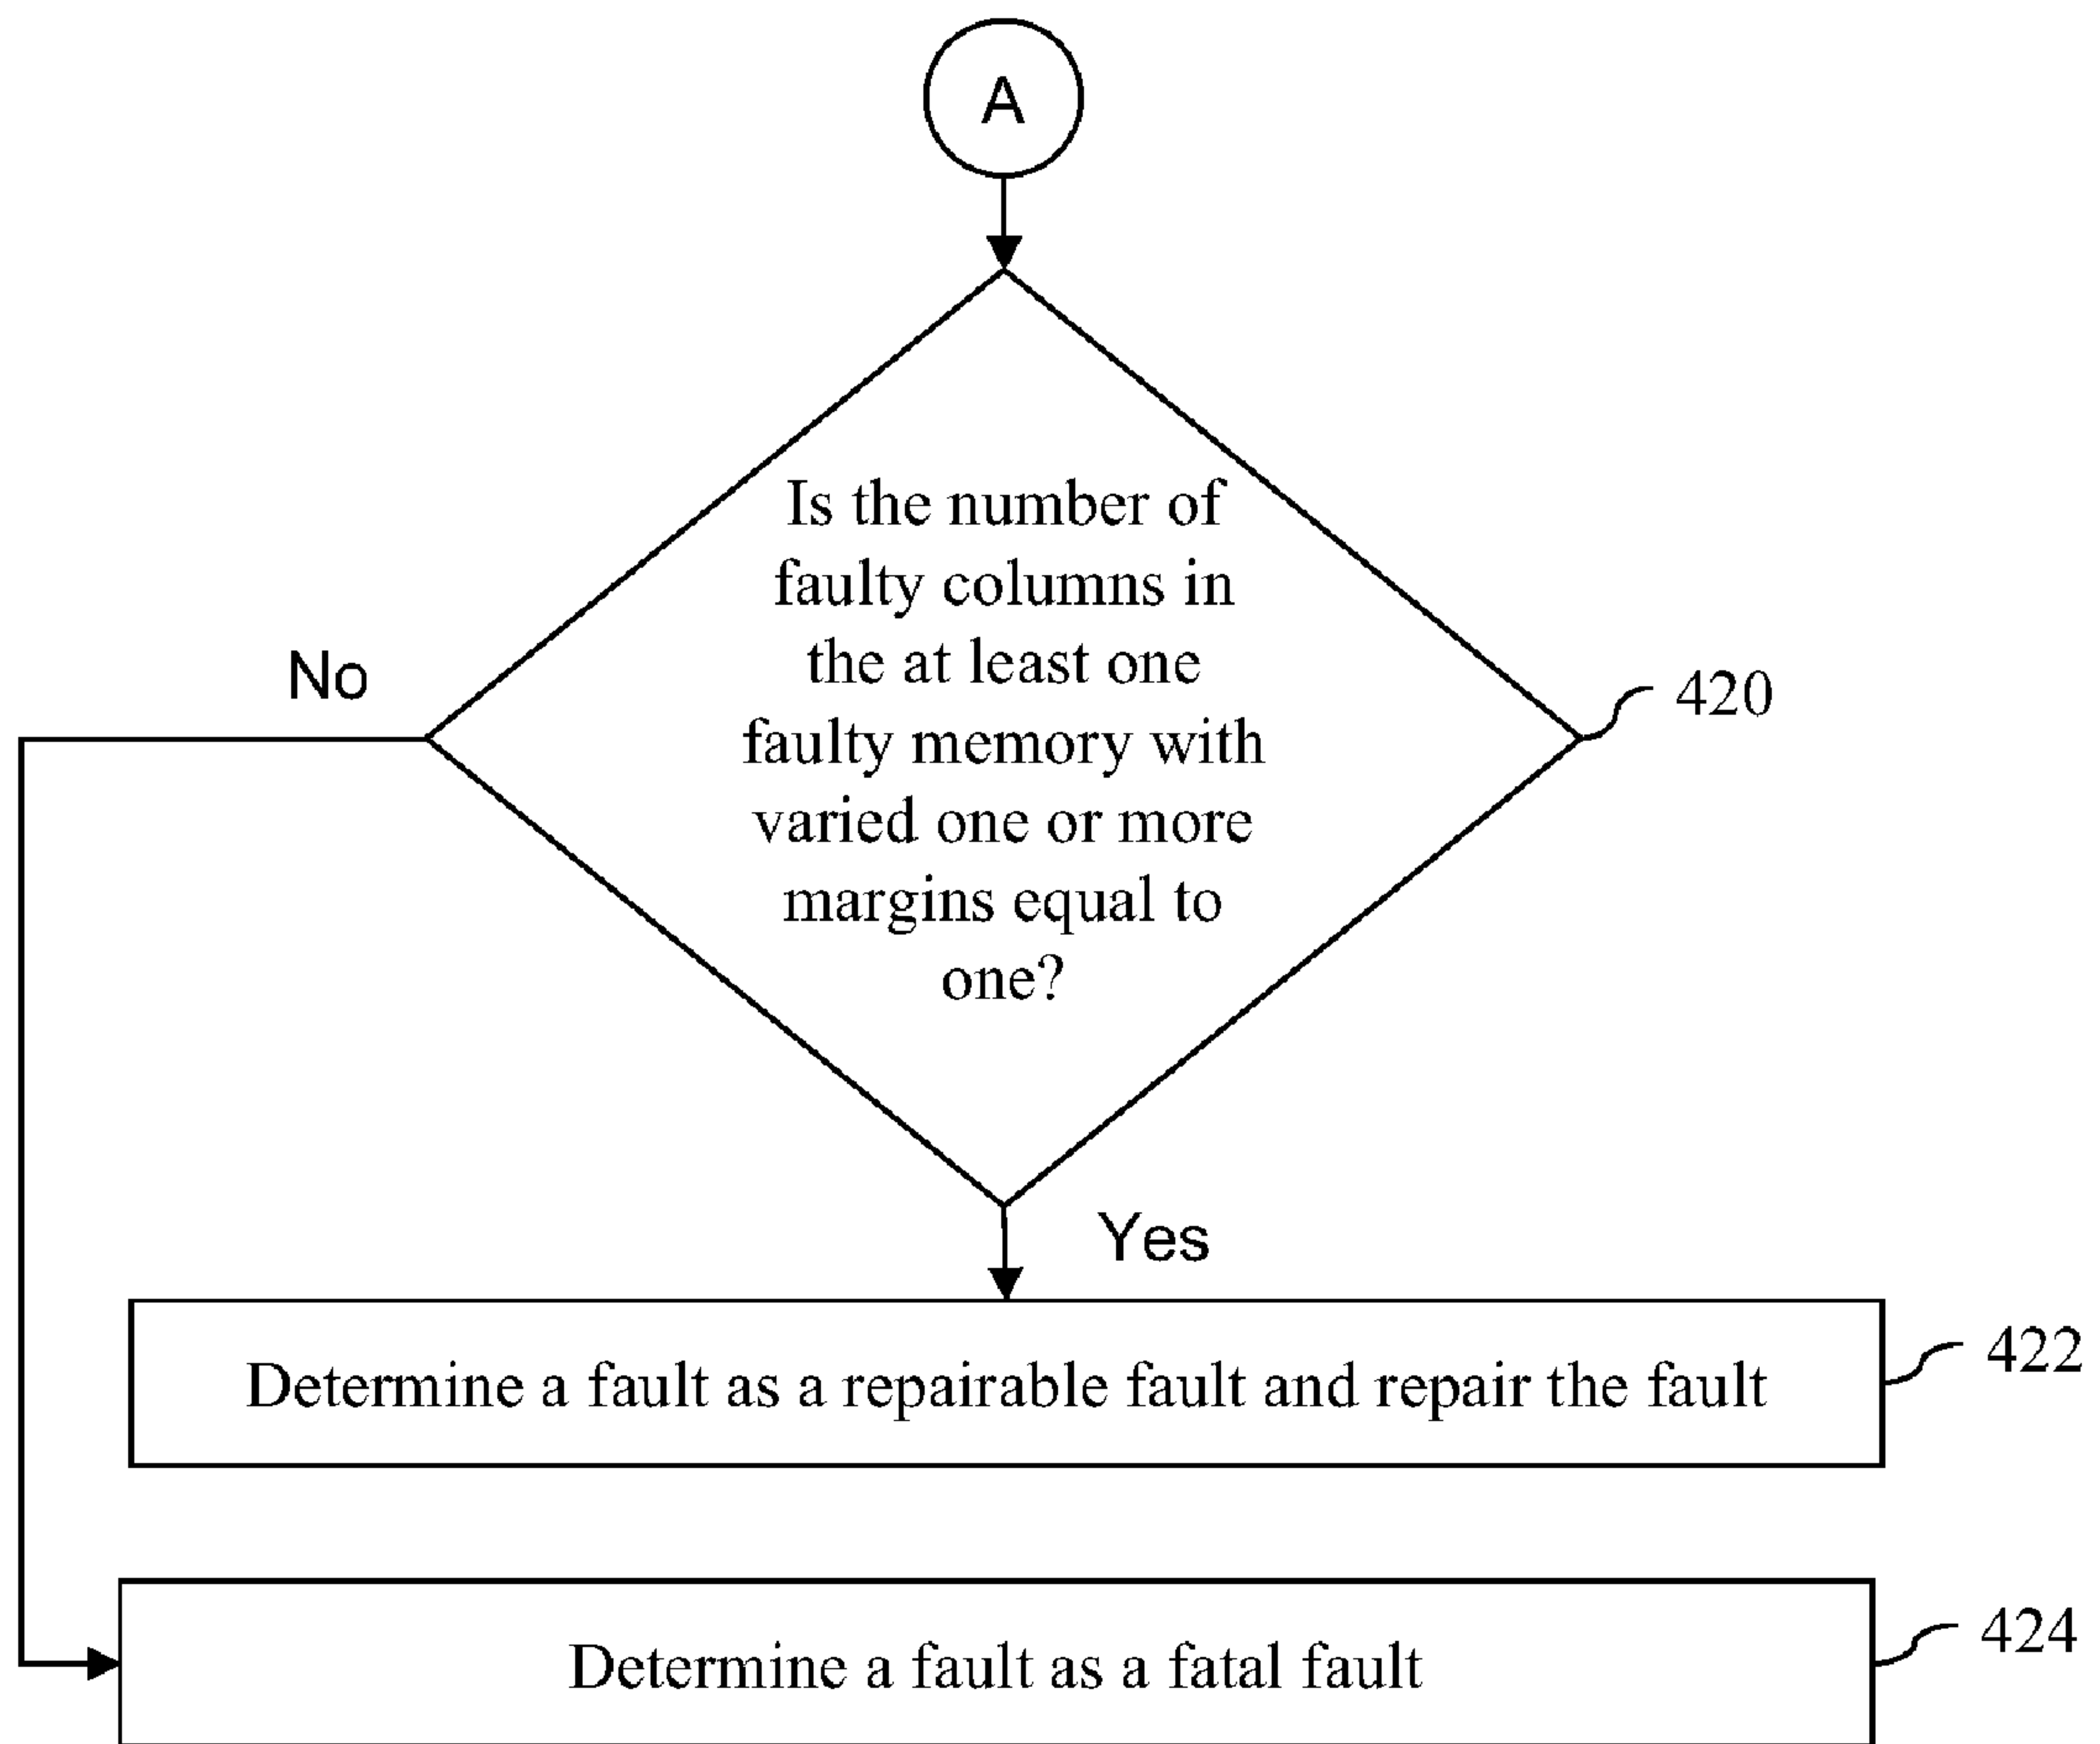 A
Is the number of
faulty columns in
the at least one
faulty memory with
varied one or more
margins equal to
one?
No
420
Yes
Determine a fault as a repairable fault and repair the fault
422
Determine a fault as a fatal fault
424